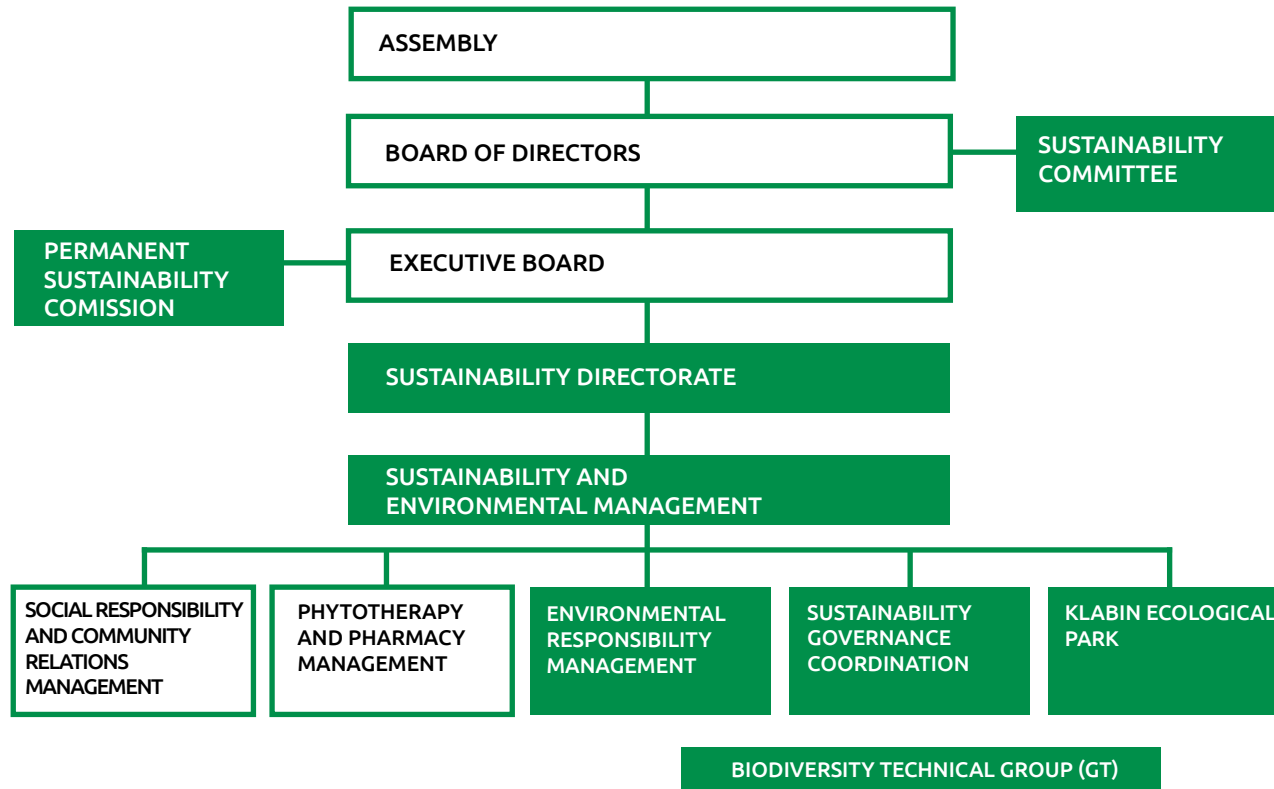 ASSEMBLY
BOARD OF DIRECTORS
SUSTAINABILITY
COMMITTEE
PERMANENT
SUSTAINABILITY
COMISSION
EXECUTIVE BOARD
SUSTAINABILITY DIRECTORATE
SUSTAINABILITY AND
ENVIRONMENTAL MANAGEMENT
SOCIAL RESPONSIBILITY
AND COMMUNITY
RELATIONS
MANAGEMENT
PHYTOTHERAPY
AND PHARMACY
MANAGEMENT
ENVIRONMENTAL
RESPONSIBILITY
MANAGEMENT
SUSTAINABILITY
GOVERNANCE
COORDINATION
KLABIN ECOLOGICAL
PARK
BIODIVERSITY TECHNICAL GROUP (GT)